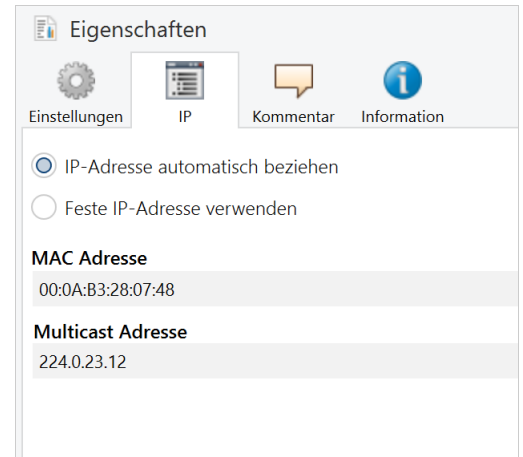 Eigenschaften
Einstellungen IP Kommentar Information
IP-Adresse automatisch beziehen
Feste IP-Adresse verwenden
MAC Adresse
00:0A:B3:28:07:48
Multicast Adresse
224.0.23.12